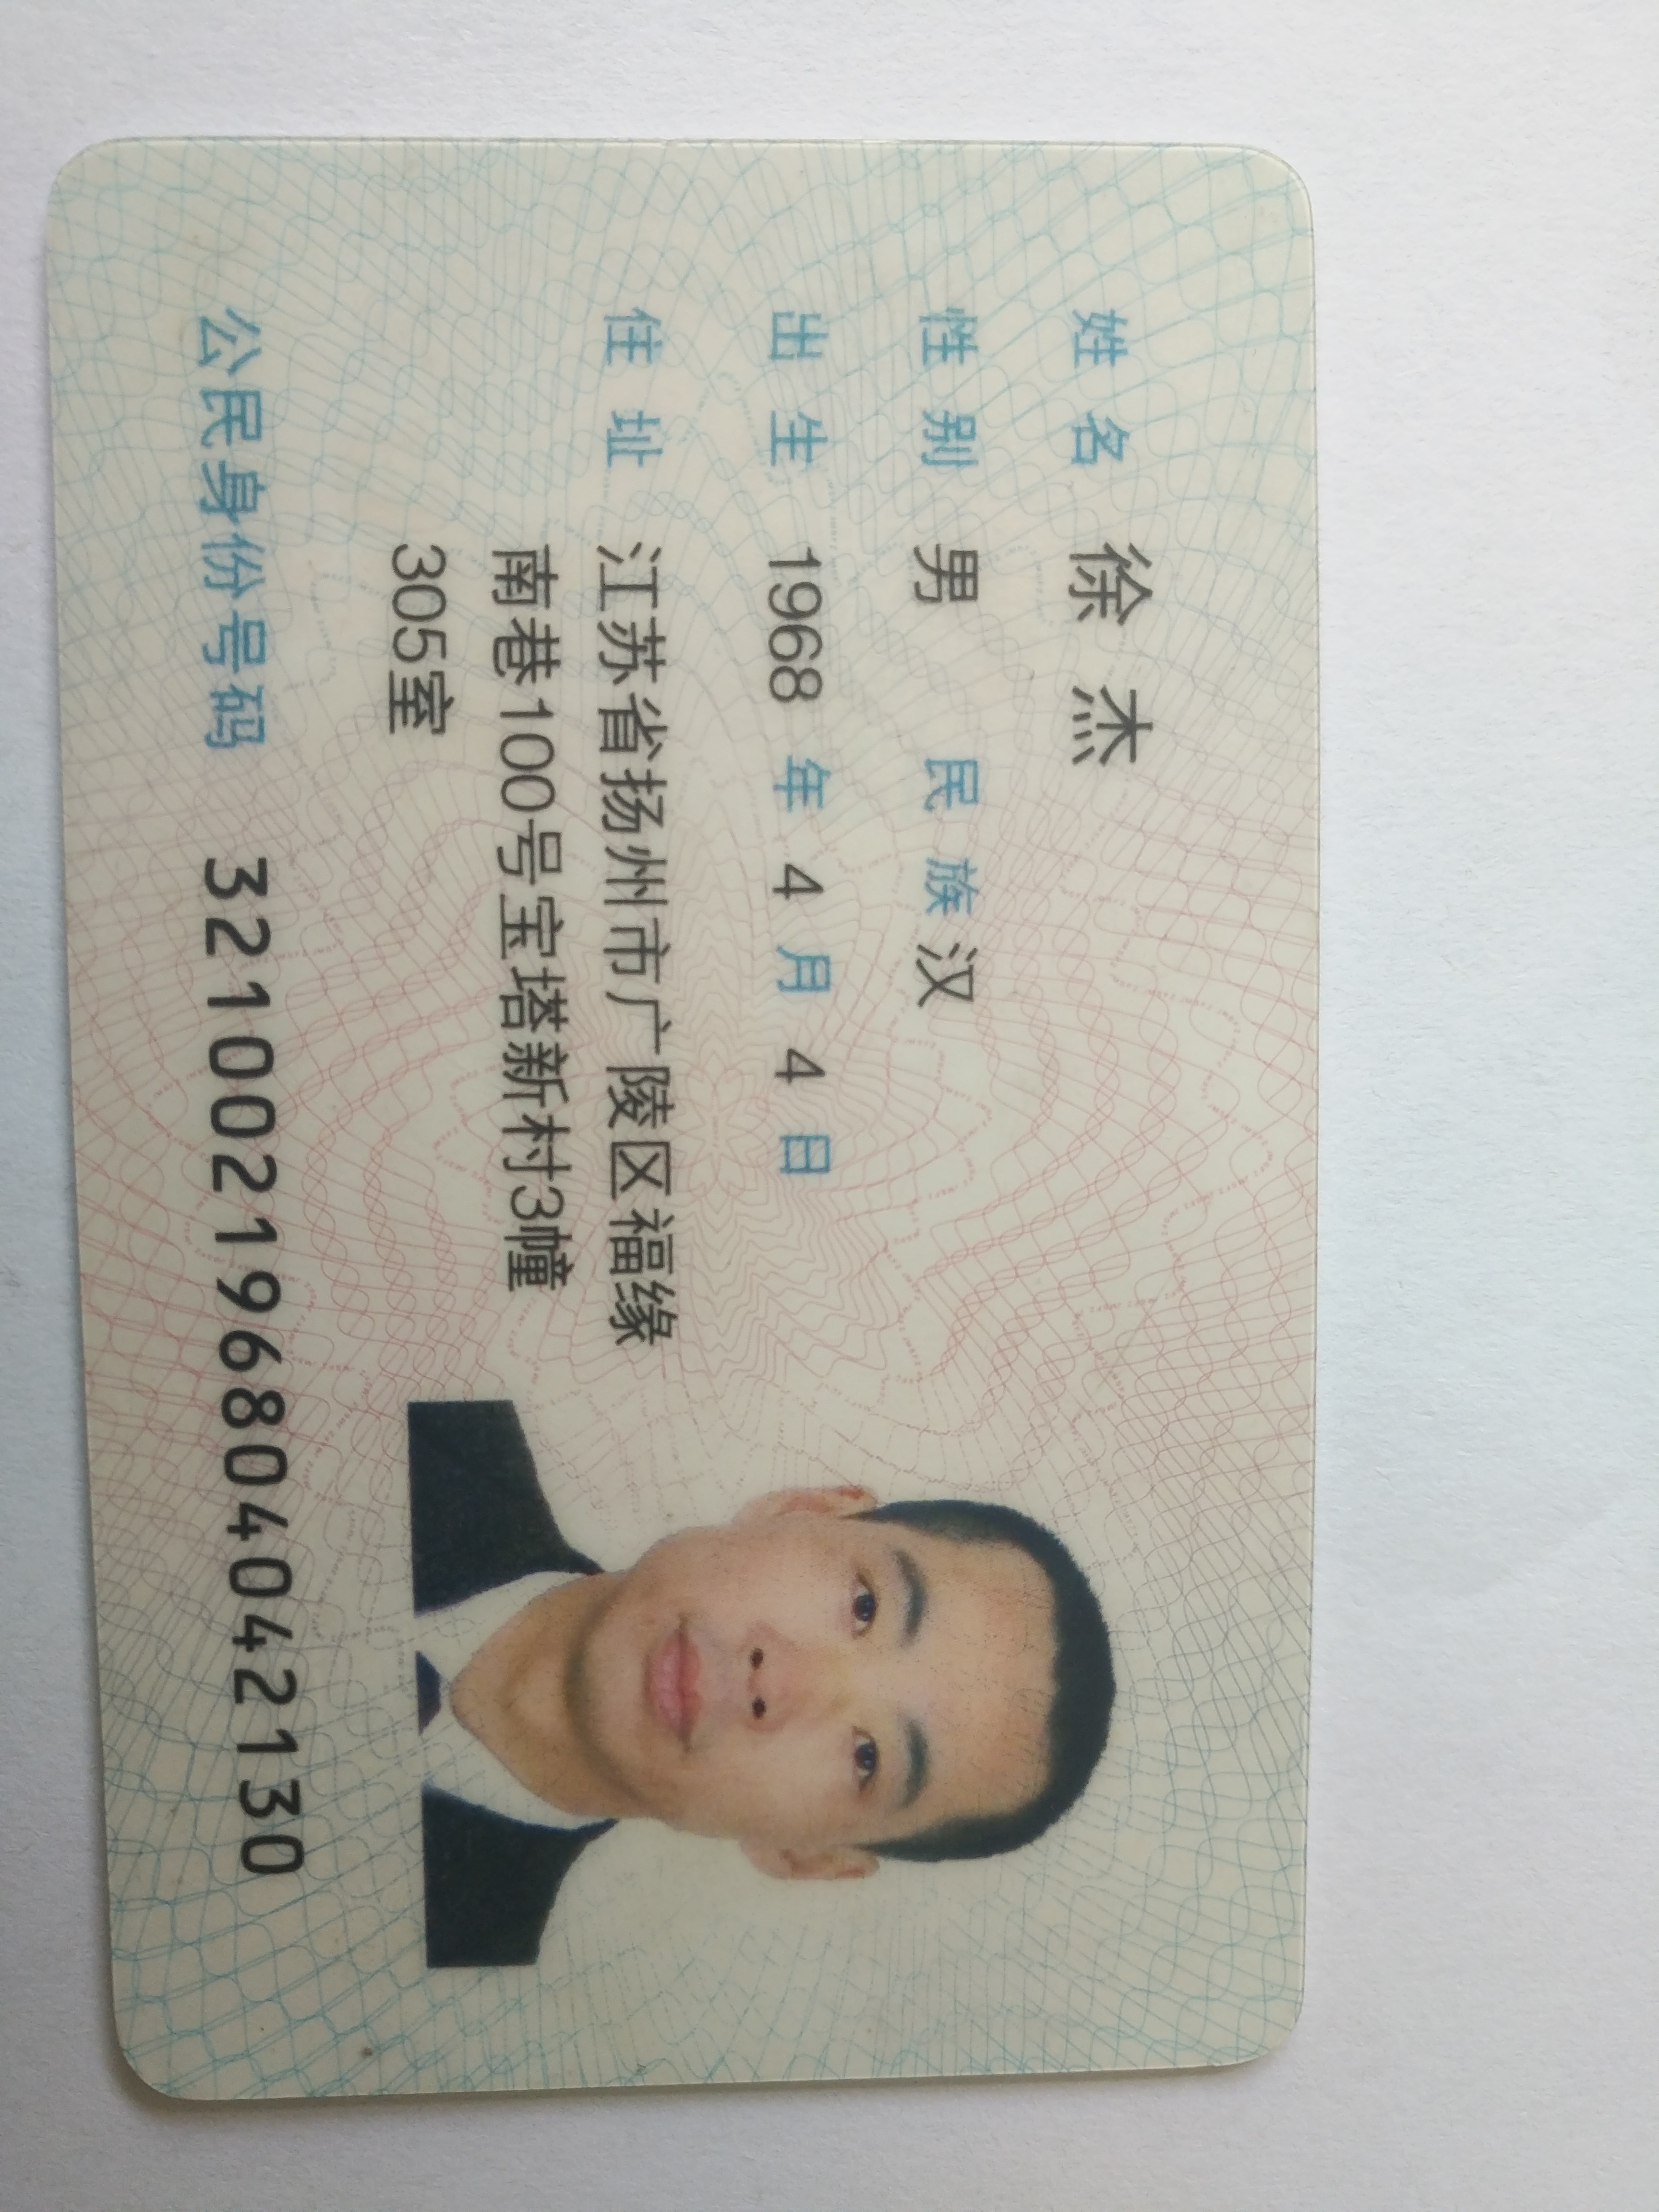 姓名 徐杰
性别 男 民族 汉
出生 1968 年 4 月 4 日
住址 江苏省扬州市广陵区福缘
南巷100号宝塔新村3幢
305室
公民身份号码 321002196804042130